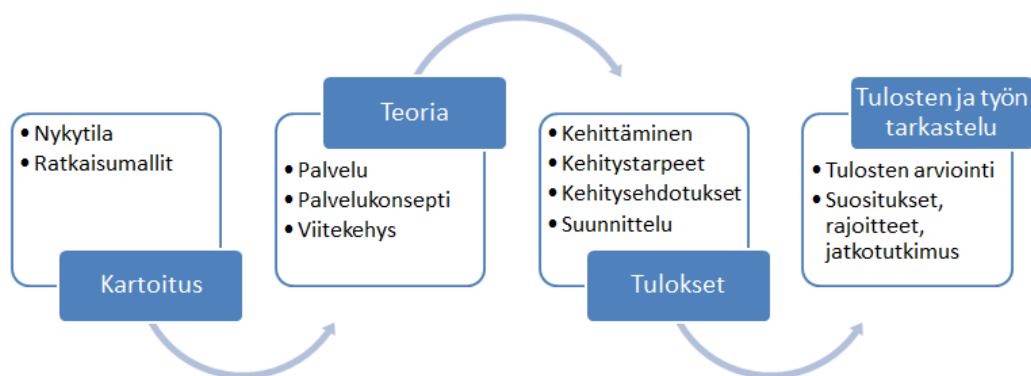 • Nykytila
• Ratkaisumallit
Kartoitus
Teoria
• Palvelu
• Palvelukonsepti
• Viitekehys
• Kehittäminen
• Kehitystarpeet
• Kehitysehdotukset
• Suunnittelu
Tulokset
Tulosten ja työn
tarkastelu
• Tulosten arviointi
• Suositukset,
rajoitteet,
jatkotutkimus